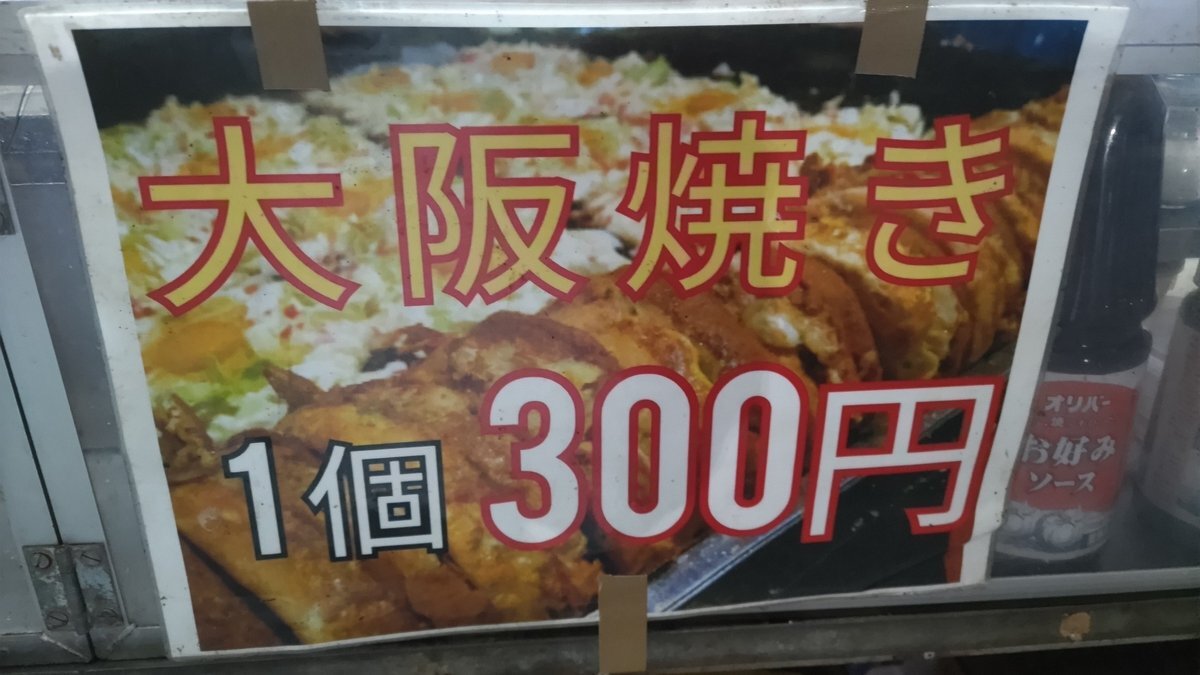 大阪焼き
1個 300円
オリバー
お好み
ソース